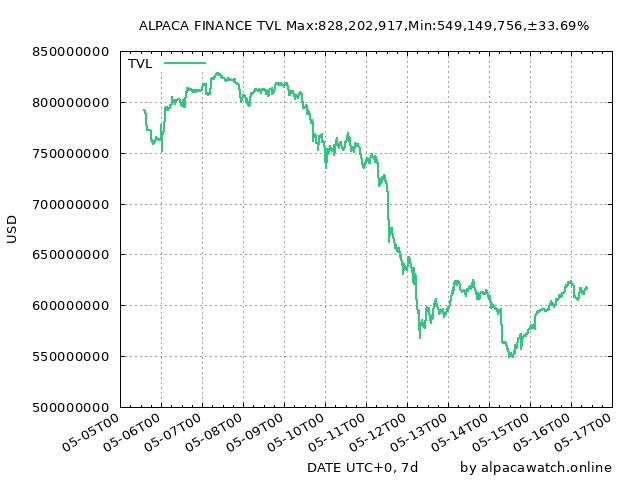 ALPACA FINANCE TVL Max:828,202,917,Min:549,149,756,±33.69%
850000000
TVL
800000000
750000000
700000000
USD
650000000
600000000
550000000
500000000
05-05T00 05-06T00 05-07T00 05-08T00 05-09T00 05-10T00 05-11T00 05-12T00 05-13T00 05-14T00 05-15T00 05-16T00 05-17T00
DATE UTC+0, 7d by alpacawatch.online